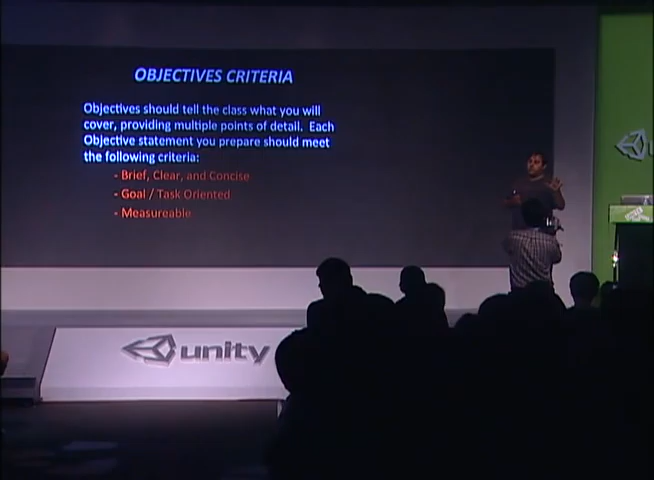 OBJECTIVES CRITERIA
Objectives should tell the class what you will
cover, providing multiple points of detail. Each
Objective statement you prepare should meet
the following criteria:
- Brief, Clear, and Concise
- Goal / Task Oriented
- Measureable
unity